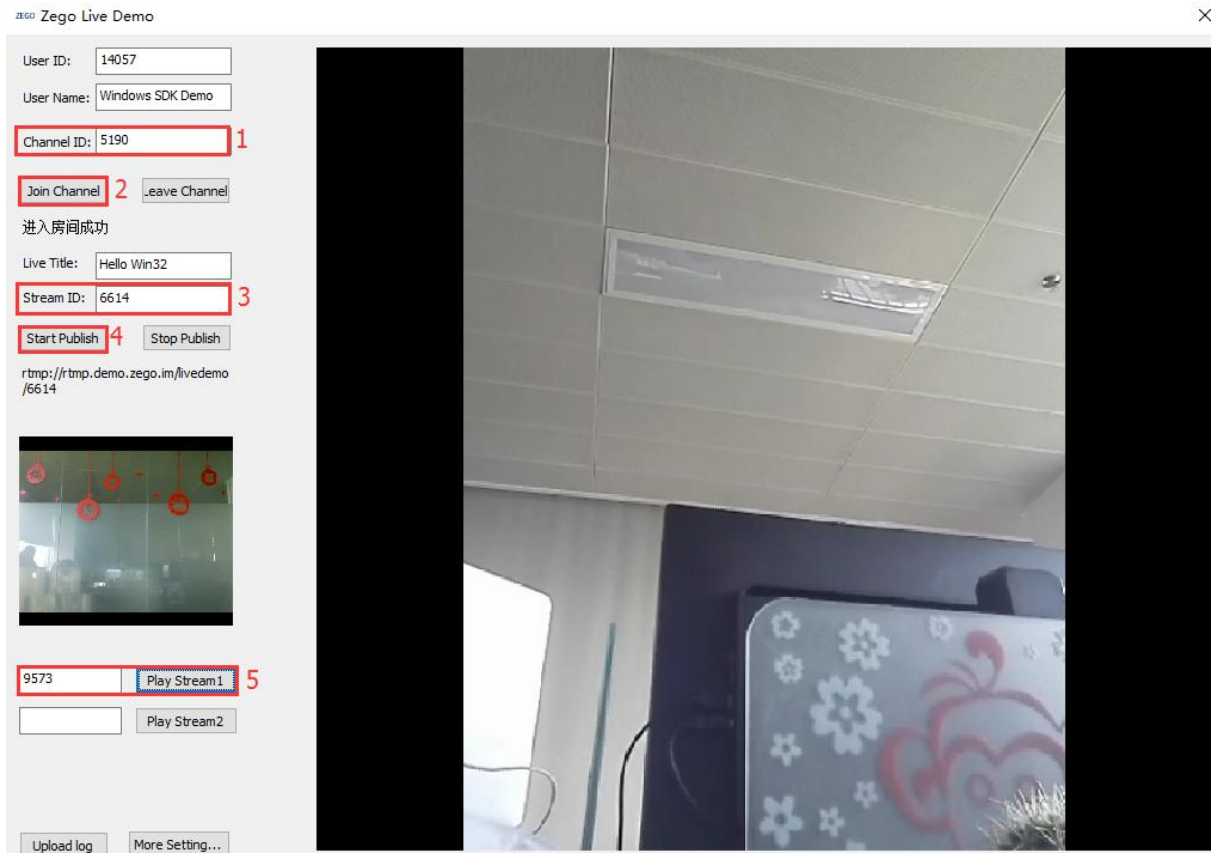 ZEGO Zego Live Demo
User ID: 14057
User Name: Windows SDK Demo
Channel ID: 5190 1
Join Channel 2 Leave Channel
进入房间成功
Live Title: Hello Win32
Stream ID: 6614 3
Start Publish 4 Stop Publish
rtmp://rtmp.demo.zego.im/livedemo
/6614
9573 Play Stream1 5
Play Stream2
Upload log More Setting...